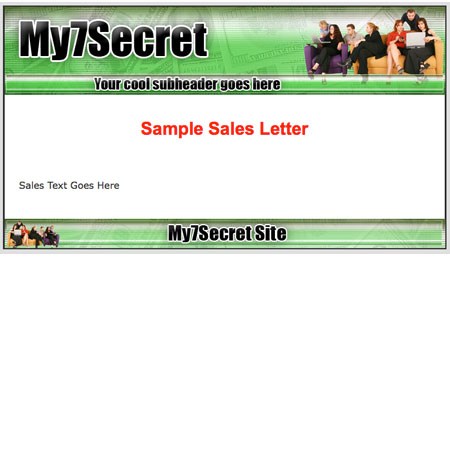 My7Secret
Your cool subheader goes here
Sample Sales Letter
Sales Text Goes Here
My7Secret Site